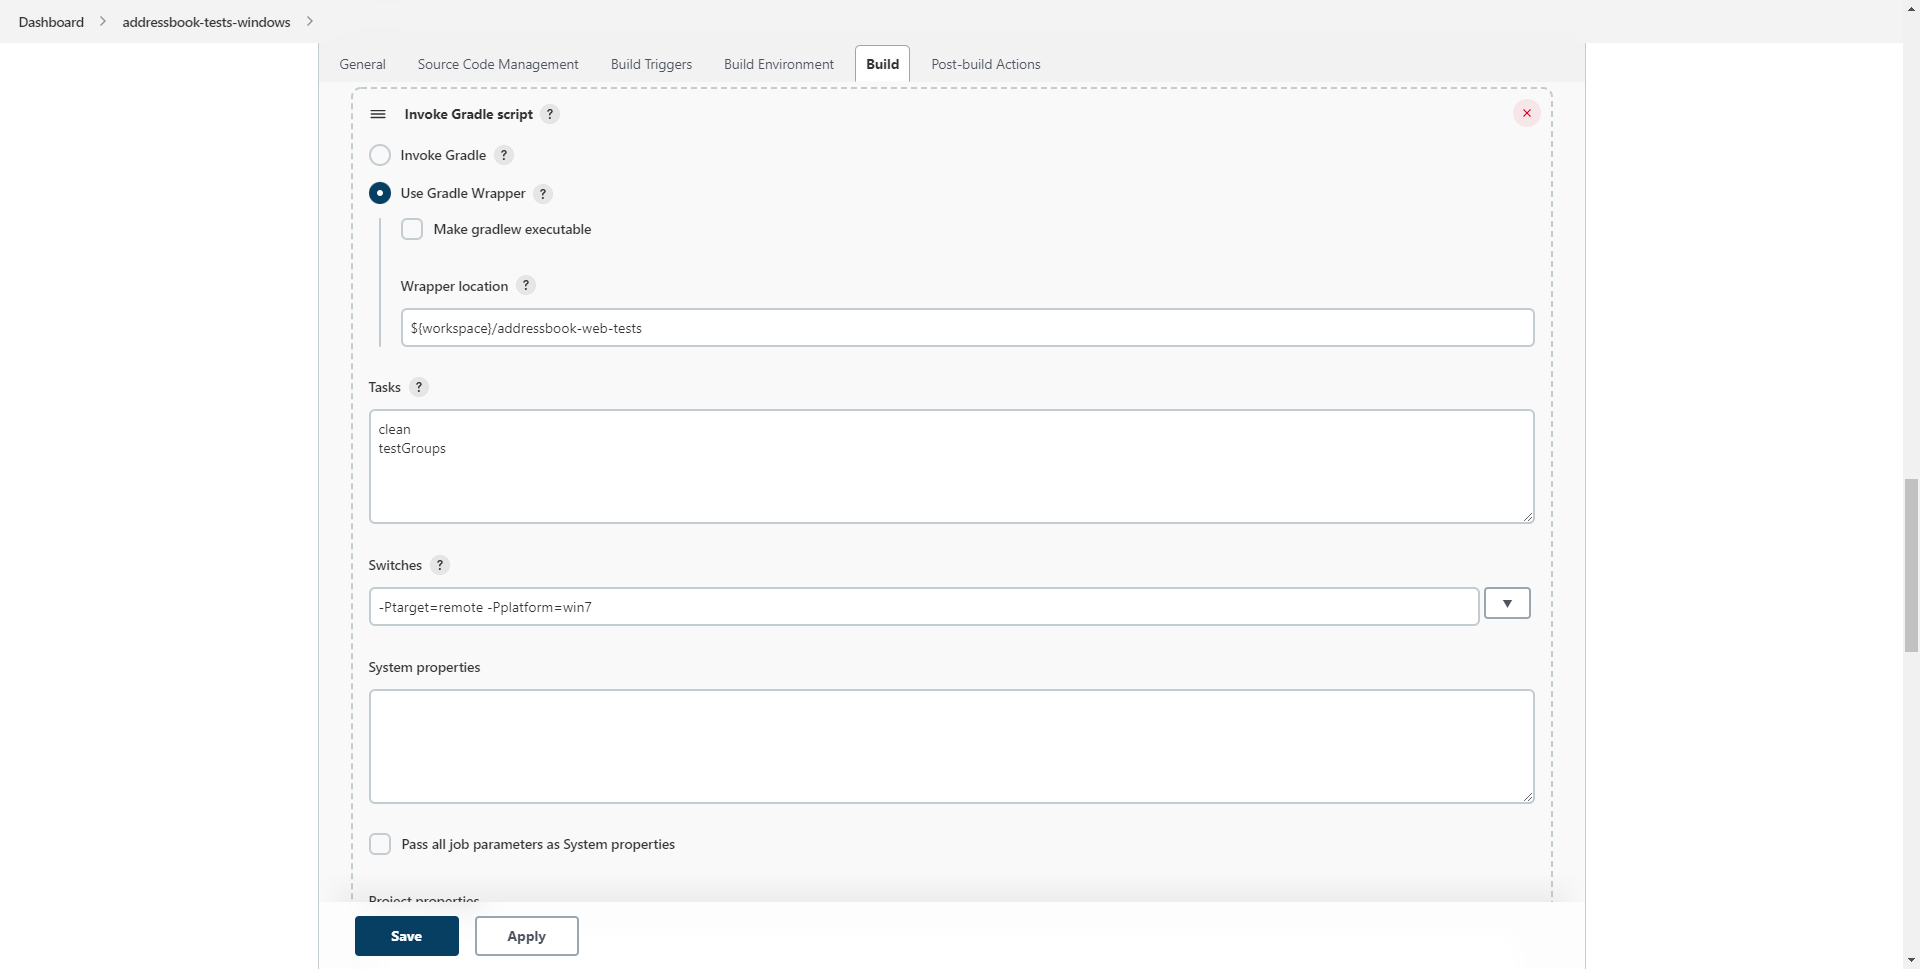 Dashboard
addressbook-tests-windows
General
Source Code Management
Build Triggers
Build Environment
Build
Post-build Actions
Invoke Gradle script ?
Invoke Gradle ?
Use Gradle Wrapper ?
Make gradlew executable
Wrapper location ?
${workspace}/addressbook-web-tests
Tasks ?
clean
testGroups
Switches ?
-Ptarget=remote -Pplatform=win7
System properties
Pass all job parameters as System properties
Project properties
Save
Apply